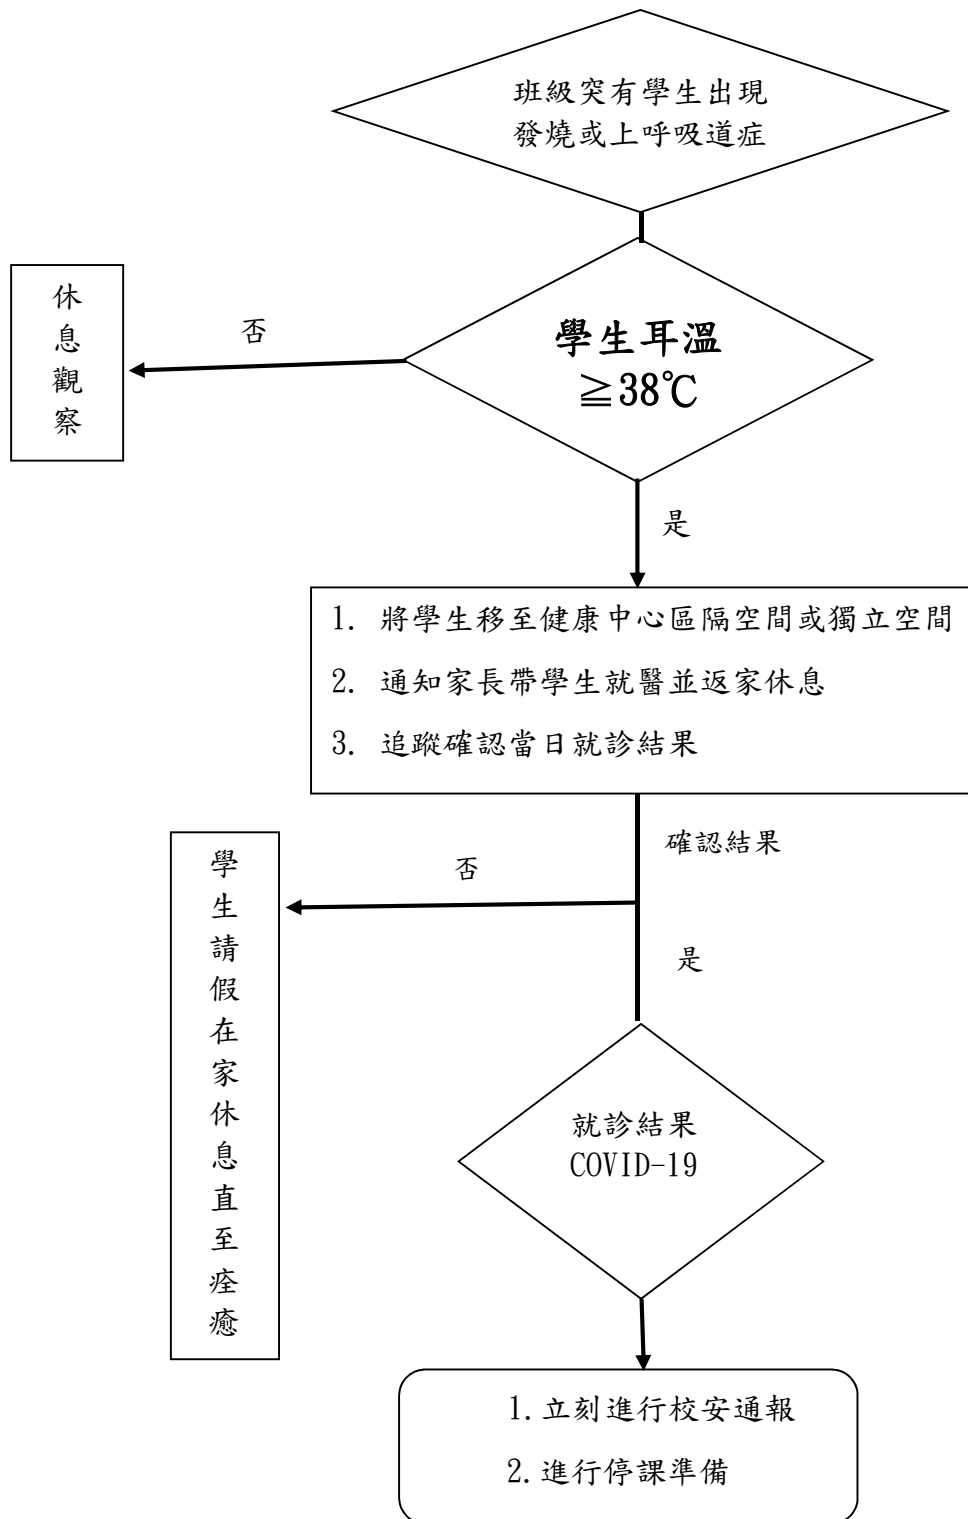 班級突有學生出現
發燒或上呼吸道症
學生耳溫
≧38℃
否
休息觀察
是
1. 將學生移至健康中心區隔空間或獨立空間
2. 通知家長帶學生就醫並返家休息
3. 追蹤確認當日就診結果
確認結果
否
學生請假在家休息直至痊癒
是
就診結果
COVID-19
1.立刻進行校安通報
2.進行停課準備